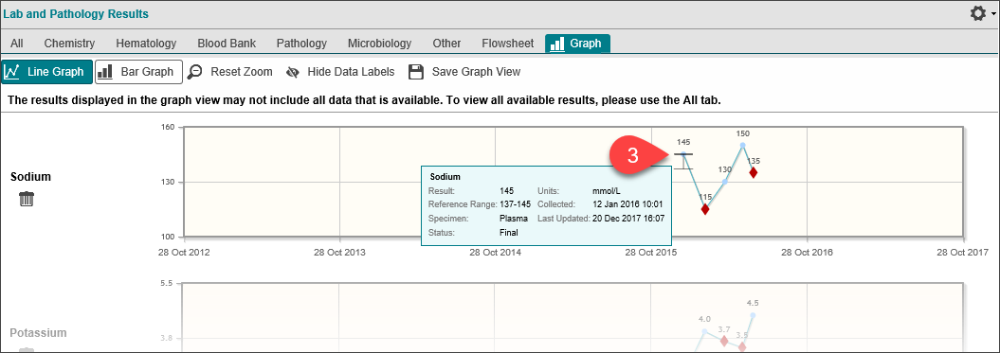 Lab and Pathology Results
All Chemistry Hematology Blood Bank Pathology Microbiology Other Flowsheet Graph
Line Graph Bar Graph Reset Zoom Hide Data Labels Save Graph View
The results displayed in the graph view may not include all data that is available. To view all available results, please use the All tab.
160
145 150
3
135
Sodium
130
130
115
100
Sodium
Result: 145 Units: mmol/L
Reference Range: 137-145 Collected: 12 Jan 2016 10:01
Specimen: Plasma Last Updated: 20 Dec 2017 16:07
Status: Final
28 Oct 2012 28 Oct 2013 28 Oct 2014 28 Oct 2015 28 Oct 2016 28 Oct 2017
5.5
4.5
4.0
3.7
3.5
Potassium
3.8